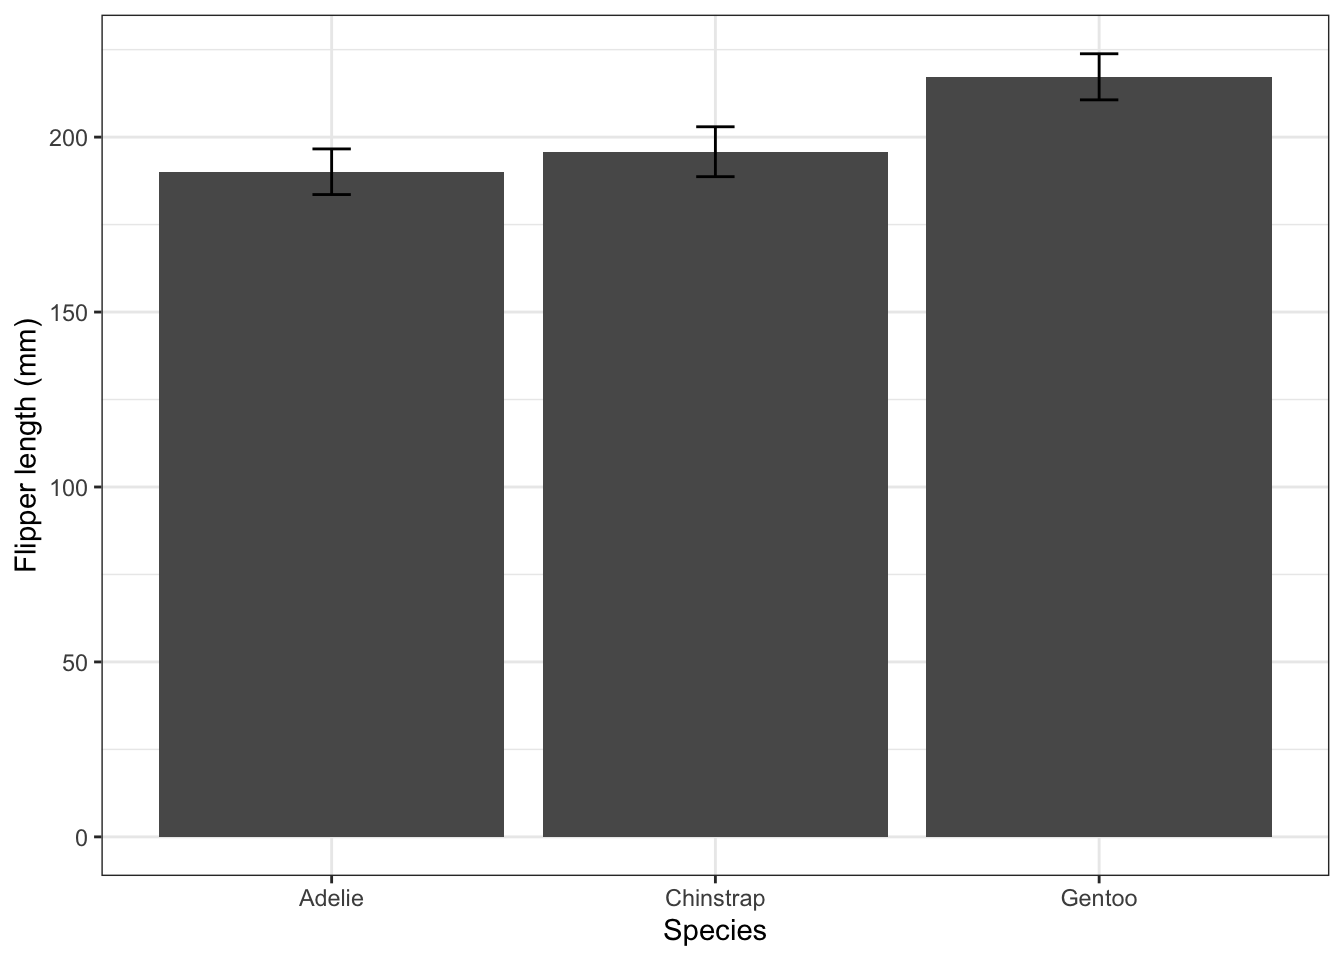 Flipper length (mm)
200
150
100
50
0
Adelie
Chinstrap
Gentoo
Species